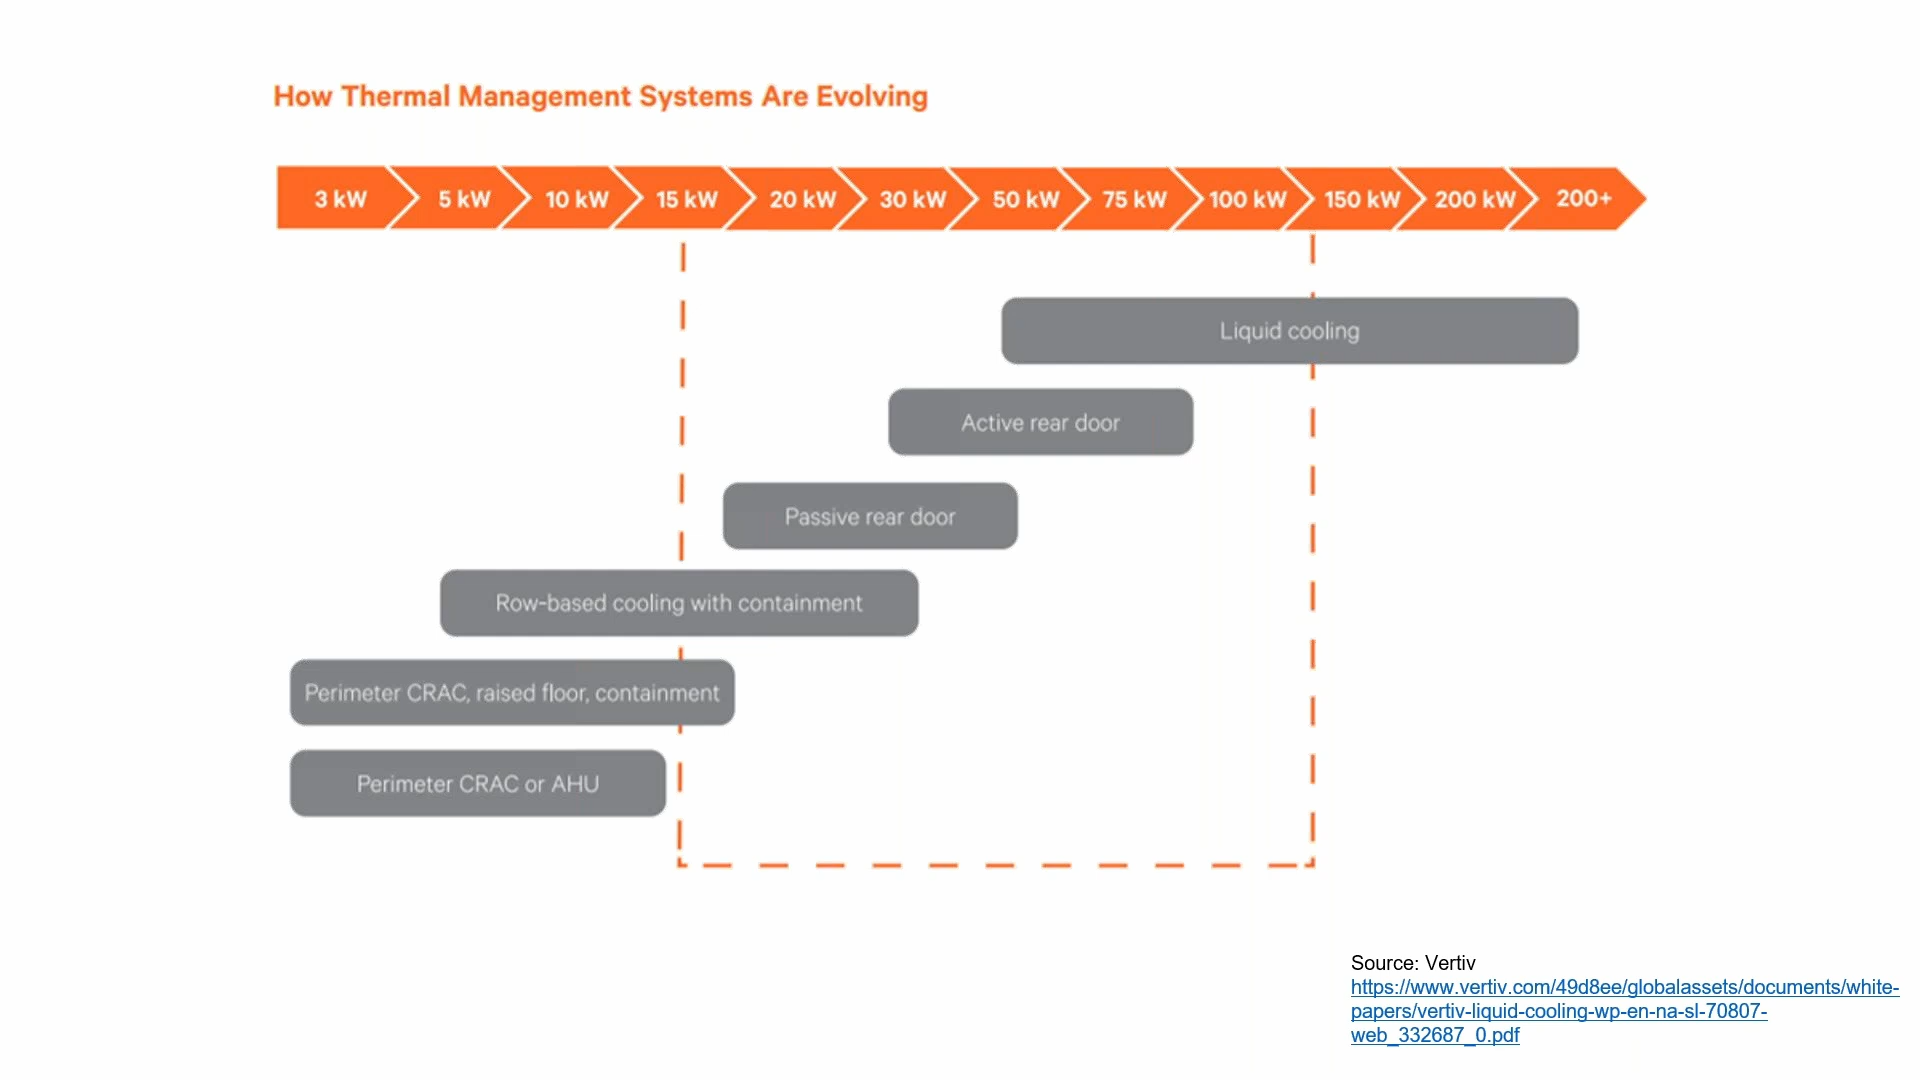 How Thermal Management Systems Are Evolving
3 kW
5 kW
10 kW
15 kW
20 kW
30 kW
50 kW
75 kW
100 kW
150 kW
200 kW
200+
Liquid cooling
Active rear door
Passive rear door
Row-based cooling with containment
Perimeter CRAC, raised floor, containment
Perimeter CRAC or AHU
Source: Vertiv
https://www.vertiv.com/49d8ee/globalassets/documents/white-
papers/vertiv-liquid-cooling-wp-en-na-sl-70807-
web_332687_0.pdf